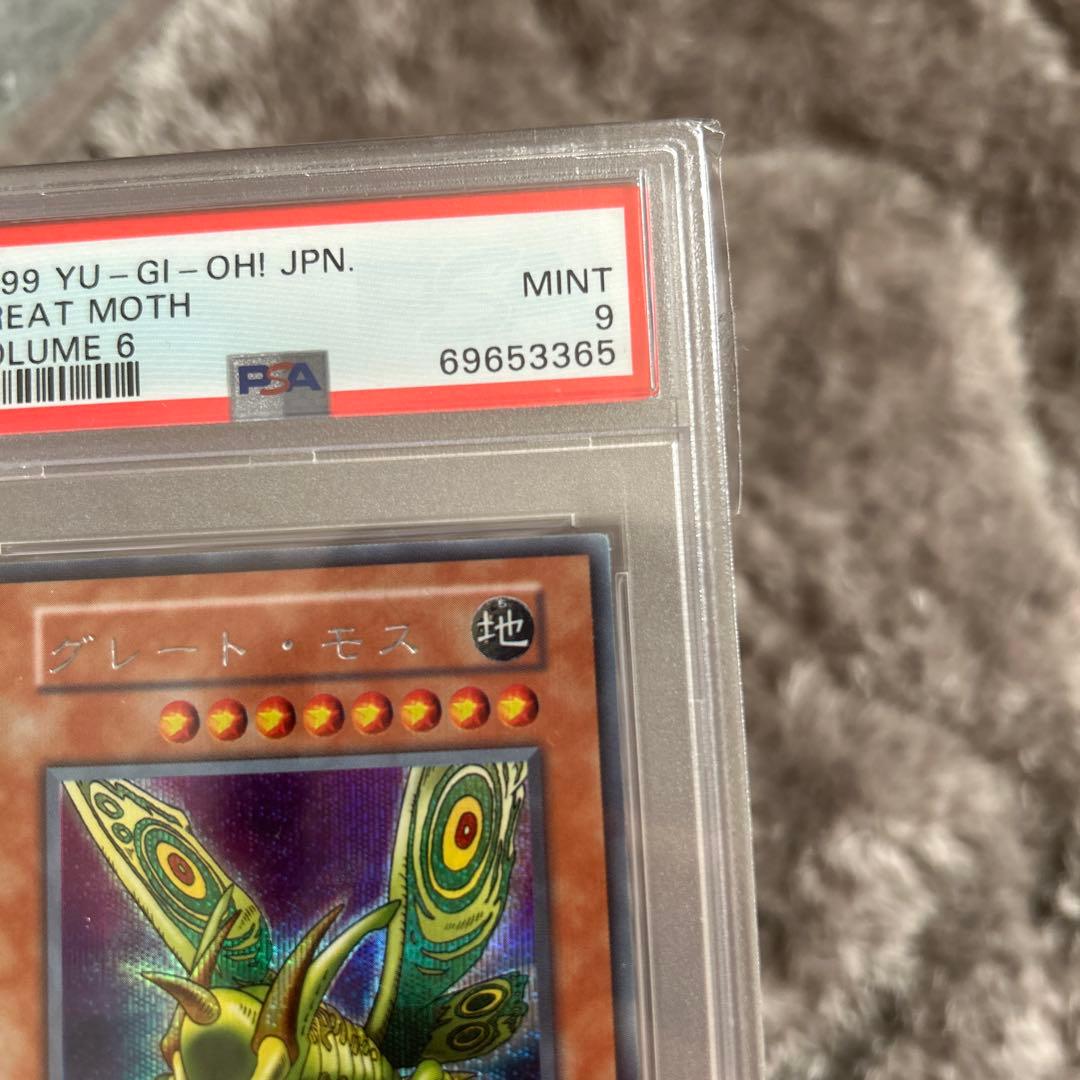 99 YU-GI-OH! JPN.
REAT MOTH
OLUME 6
MINT
9
69653365
PSA
グレート・モス
地